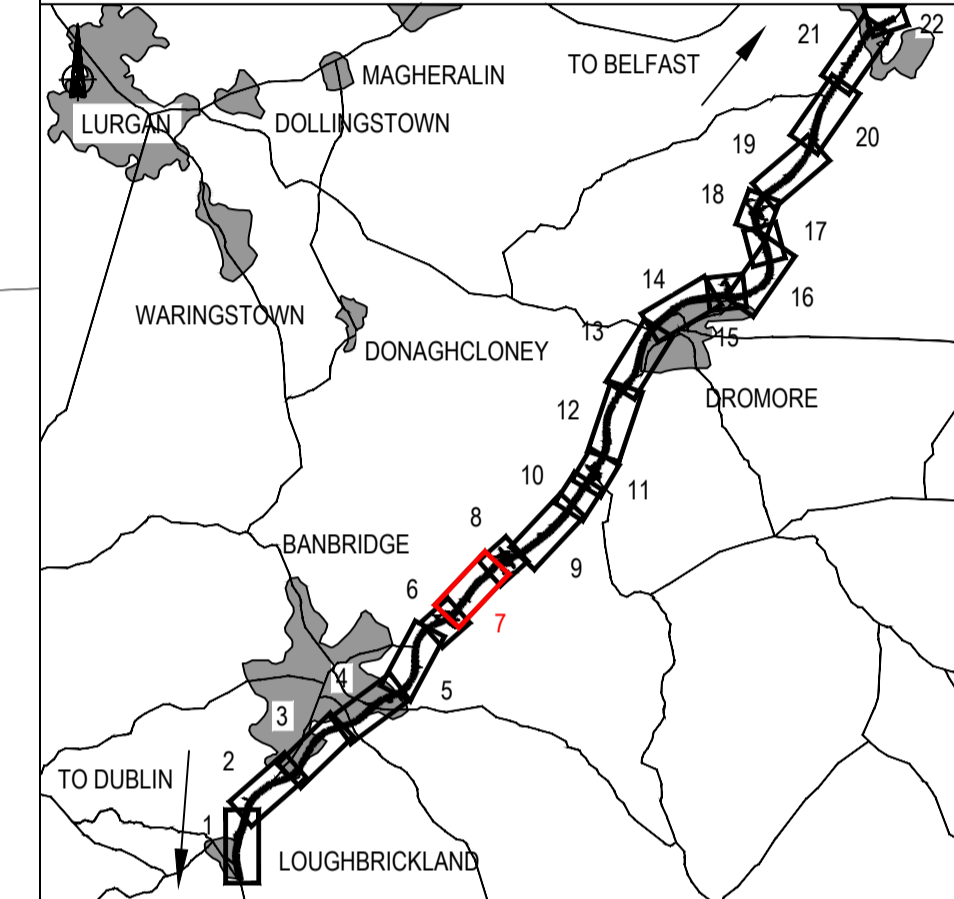 22
21
TO BELFAST
MAGHERALIN
LURGAN
DOLLINGSTOWN
20
19
18
17
14
16
WARINGSTOWN
13
15
DONAGHCLONEY
DROMORE
12
10
11
8
BANBRIDGE
9
6
7
4
5
3
2
TO DUBLIN
1
LOUGHBRICKLAND